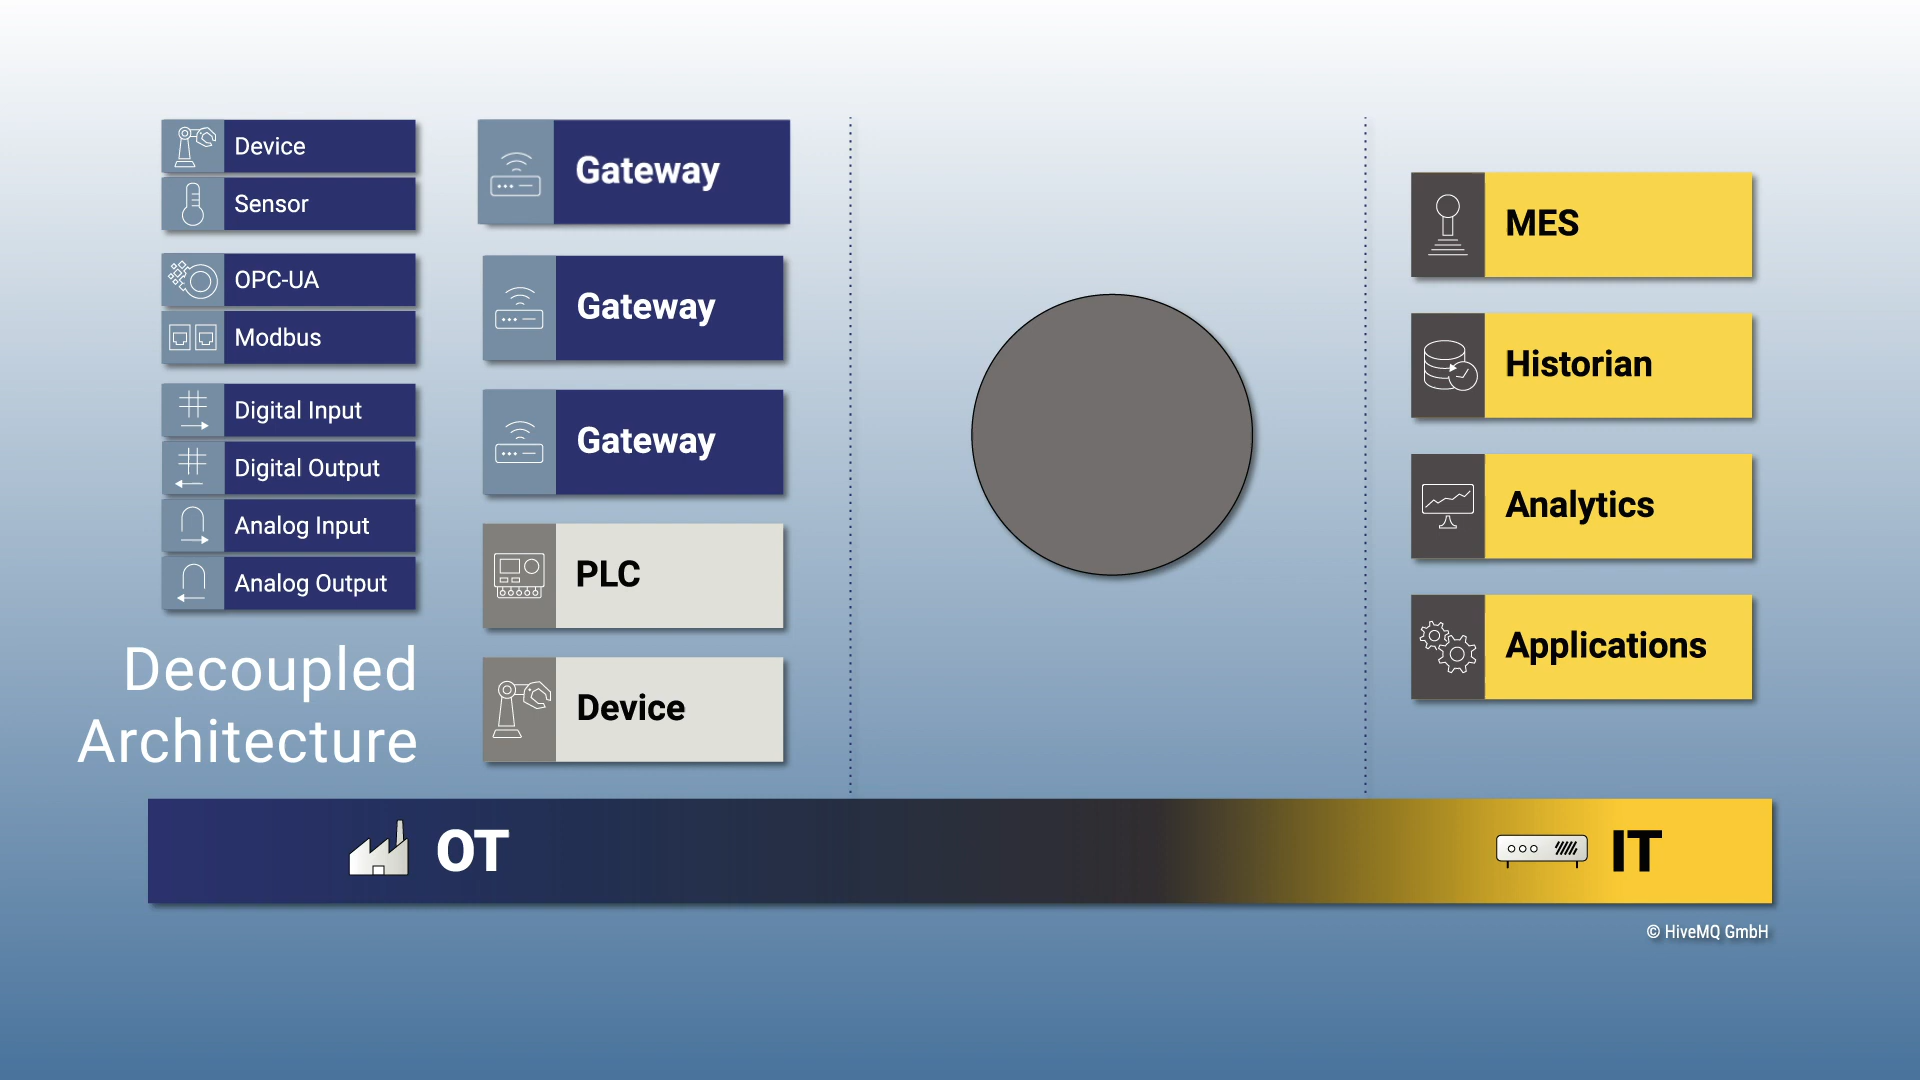 Device
Sensor
OPC-UA
Modbus
Digital Input
Digital Output
Analog Input
Analog Output
Decoupled
Architecture
Gateway
Gateway
Gateway
PLC
Device
MES
Historian
Analytics
Applications
OT
IT
© HiveMQ GmbH